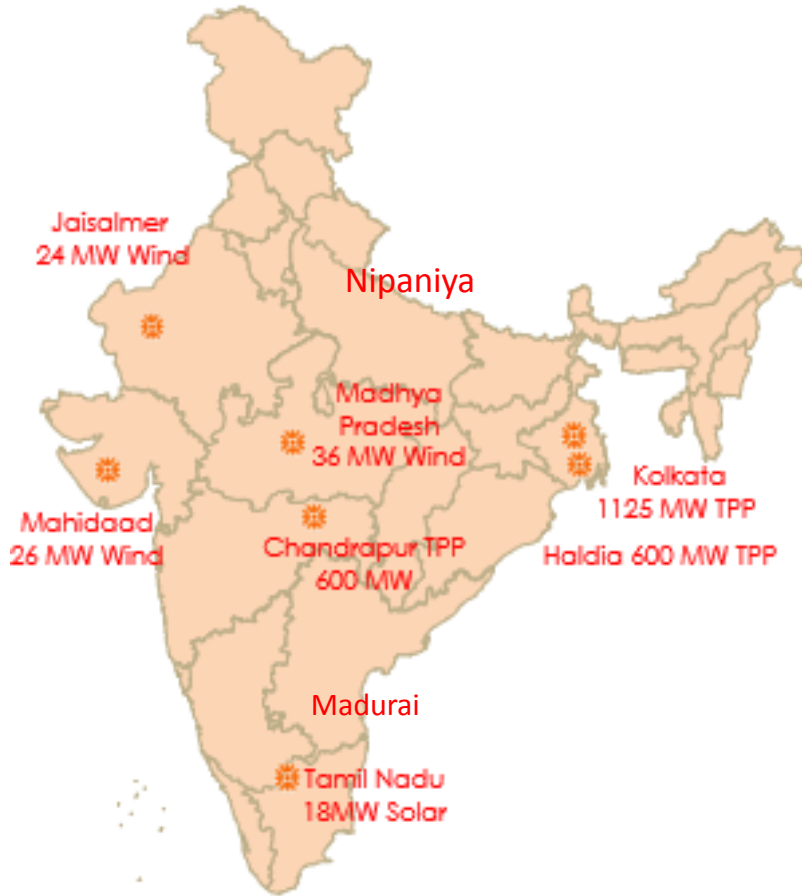 Jaisalmer
24 MW Wind
Nipaniya
Madhya
Pradesh
36 MW Wind
Kolkata
1125 MW TPP
Mahidaad
26 MW Wind
Chandrapur TPP
600 MW
Haldia 600 MW TPP
Madurai
Tamil Nadu
18MW Solar